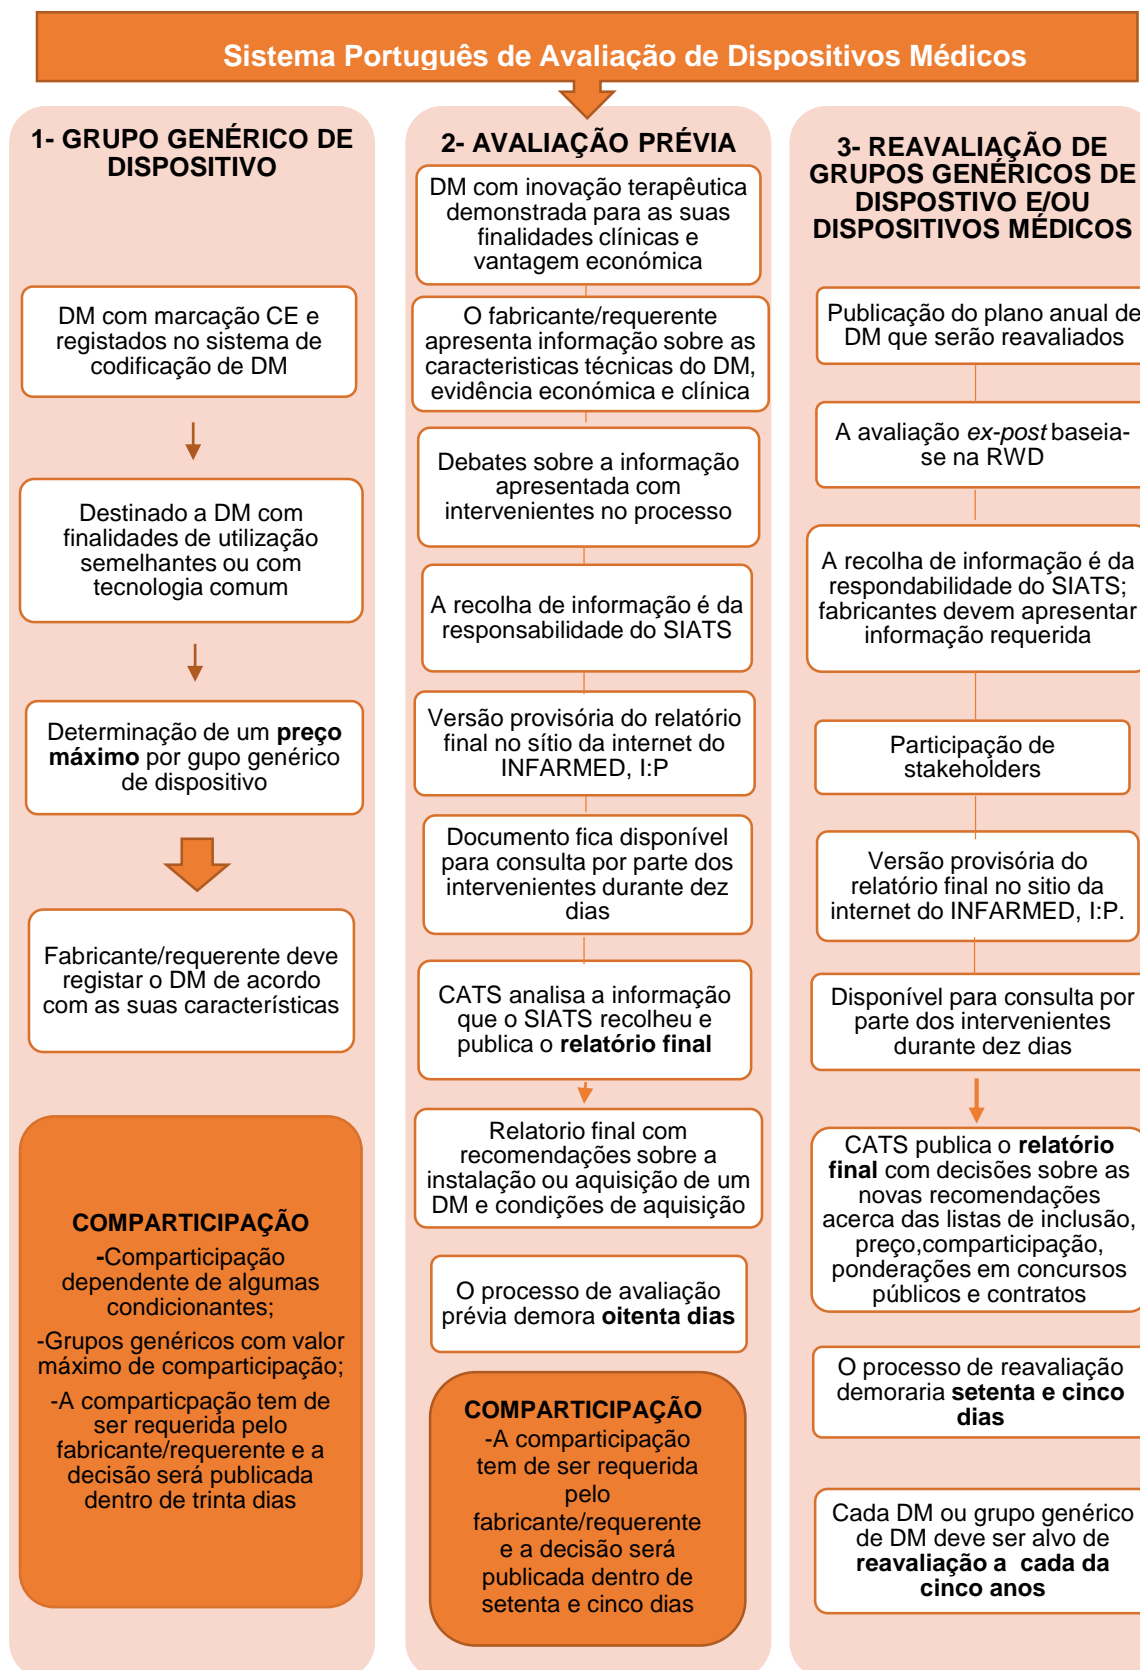 Sistema Português de Avaliação de Dispositivos Médicos
1- GRUPO GENÉRICO DE
DISPOSITIVO
DM com marcação CE e
registados no sistema de
codificação de DM
Destinado a DM com
finalidades de utilização
semelhantes ou com
tecnologia comum
Determinação de um preço
máximo por gupo genérico
de dispositivo
Fabricante/requerente deve
registar o DM de acordo
com as suas características
COMPARTICIPAÇÃO
-Comparticipação
dependente de algumas
condicionantes;
-Grupos genéricos com valor
máximo de comparticipação;
-A comparticpação tem de
ser requerida pelo
fabricante/requerente e a
decisão será publicada
dentro de trinta dias
2- AVALIAÇÃO PRÉVIA
DM com inovação terapêutica
demonstrada para as suas
finalidades clínicas e
vantagem económica
O fabricante/requerente
apresenta informação sobre as
caracteristicas técnicas do DM,
evidência económica e clínica
Debates sobre a informação
apresentada com
intervenientes no processo
A recolha de informação é da
responsabilidade do SIATS
Versão provisória do relatório
final no sítio da internet do
INFARMED, I:P
Documento fica disponível
para consulta por parte dos
intervenientes durante dez
dias
CATS analisa a informação
que o SIATS recolheu e
publica o relatório final
Relatorio final com
recomendações sobre a
instalação ou aquisição de um
DM e condições de aquisição
O processo de avaliação
prévia demora oitenta dias
COMPARTICIPAÇÃO
-A comparticipação
tem de ser requerida
pelo
fabricante/requerente
e a decisão será
publicada dentro de
setenta e cinco dias
3- REAVALIAÇÃO DE
GRUPOS GENÉRICOS DE
DISPOSTIVO E/OU
DISPOSITIVOS MÉDICOS
Publicação do plano anual de
DM que serão reavaliados
A avaliação ex-post baseia-
se na RWD
A recolha de informação é da
respondabilidade do SIATS;
fabricantes devem apresentar
informação requerida
Participação de
stakeholders
Versão provisória do
relatório final no sitio da
internet do INFARMED, I:P.
Disponível para consulta por
parte dos intervenientes
durante dez dias
CATS publica o relatório
final com decisões sobre as
novas recomendações
acerca das listas de inclusão,
preço,comparticipação,
ponderações em concursos
públicos e contratos
O processo de reavaliação
demoraria setenta e cinco
dias
Cada DM ou grupo genérico
de DM deve ser alvo de
reavaliação a cada da
cinco anos